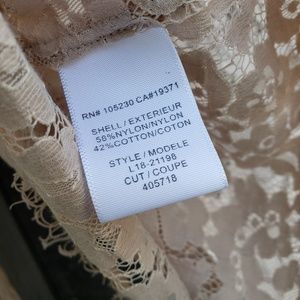 RN# 105230 CA#19371
SHELL / EXTERIEUR
58%NYLON/NYLON
42%COTTON/COTON
STYLE / MODELE
L18-21198
CUT / COUPE
405718